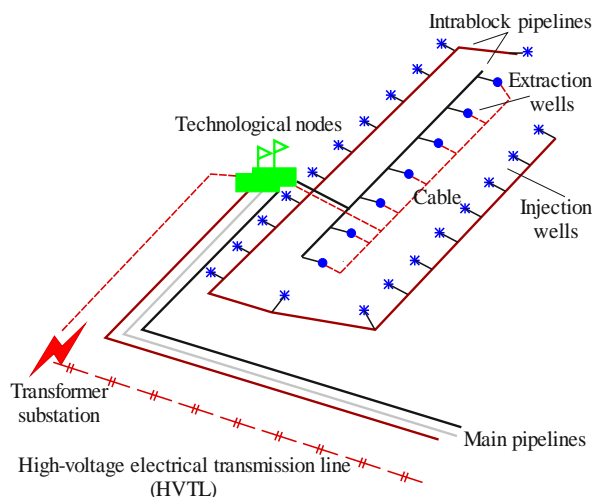 Intrablock pipelines
Extraction
wells
Technological nodes
Cable
Injection
wells
Transformer
substation
Main pipelines
High-voltage electrical transmission line
(HVTL)